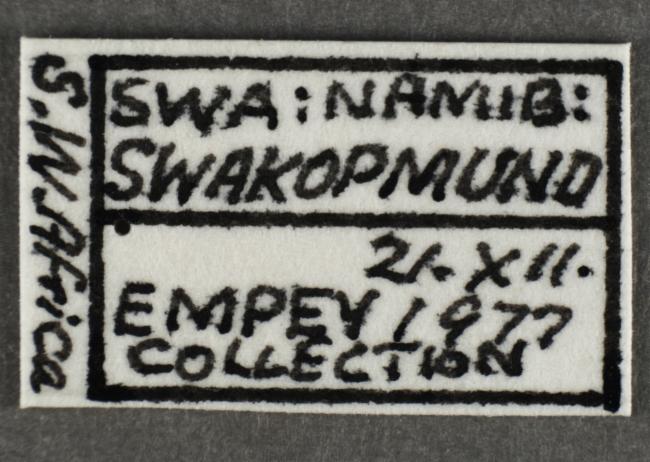 S.W.Africa
SWA: NAMIB:
SWAKOPMUND
21. XII.
EMPEY 1977
COLLECTION